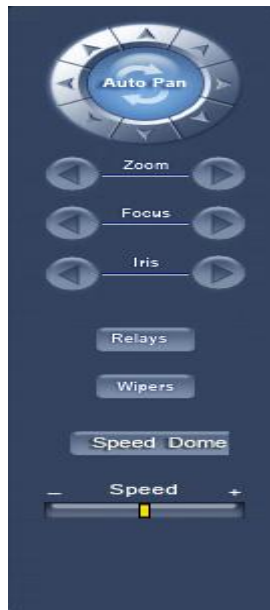 Auto Pan
Zoom
Focus
Iris
Relays
Wipers
Speed Dome
– Speed +